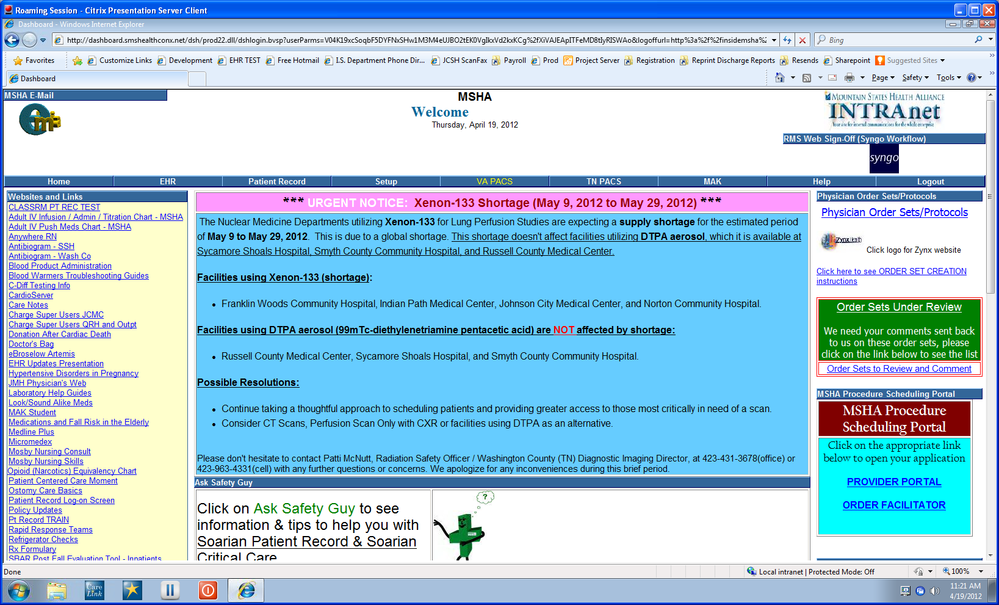 Roaming Session - Citrix Presentation Server Client
Dashboard - Windows Internet Explorer
http://dashboard.smshealthconx.net/dsh/prod22.dll/dshlogin.bvsp?userParms=
Bing
Favorites
Customize Links
Development
EHR TEST
Free Hotmail
I.S. Department Phone Dir...
JCSH ScanFax
Payroll
Prod
Project Server
Registration
Reprint Discharge Reports
Resends
Sharepoint
Suggested Sites
Dashboard
Page
Safety
Tools
MSHA E-Mail
MSHA
Welcome
Thursday, April 19, 2012
MOUNTAIN STATES HEALTH ALLIANCE
INTRAnet
Your site for internal communications for the whole enterprise
RMS Web Sign-Off (Syngo Workflow)
syngo
Home
EHR
Patient Record
Setup
VA PACS
TN PACS
MAK
Help
Logout
Websites and Links
CLASSRM PT REC TEST
Adult IV Infusion / Admin / Titration Chart - MSHA
Adult IV Push Meds Chart - MSHA
Anywhere RN
Antibiogram - SSH
Antibiogram - Wash Co
Blood Product Administration
Blood Warmers Troubleshooting Guides
C-Diff Testing Info
CardioServer
Care Notes
Charge Super Users JCMC
Charge Super Users QRH and Outpt
Donation After Cardiac Death
Doctor's Bag
eBroselow Artemis
EHR Updates Presentation
Hypertensive Disorders in Pregnancy
JMH Physician's Web
Laboratory Help Guides
Look/Sound Alike Meds
MAK Student
Medications and Fall Risk in the Elderly
Medline Plus
Micromedex
Mosby Nursing Consult
Mosby Nursing Skills
Opioid (Narcotics) Equivalency Chart
Patient Centered Care Moment
Ostomy Care Basics
Patient Record Log-on Screen
Policy Updates
Pt Record TRAIN
Rapid Response Teams
Refrigerator Checks
Rx Formulary
SBAR Post Fall Evaluation Tool - Inpatients
*** URGENT NOTICE: Xenon-133 Shortage (May 9, 2012 to May 29, 2012) ***
The Nuclear Medicine Departments utilizing Xenon-133 for Lung Perfusion Studies are expecting a supply shortage for the estimated period
of May 9 to May 29, 2012. This is due to a global shortage. This shortage doesn't affect facilities utilizing DTPA aerosol, which it is available at
Sycamore Shoals Hospital, Smyth County Community Hospital, and Russell County Medical Center.
Facilities using Xenon-133 (shortage):
• Franklin Woods Community Hospital, Indian Path Medical Center, Johnson City Medical Center, and Norton Community Hospital.
Facilities using DTPA aerosol (99mTc-diethylenetriamine pentacetic acid) are NOT affected by shortage:
• Russell County Medical Center, Sycamore Shoals Hospital, and Smyth County Community Hospital.
Possible Resolutions:
• Continue taking a thoughtful approach to scheduling patients and providing greater access to those most critically in need of a scan.
• Consider CT Scans, Perfusion Scan Only with CXR or facilities using DTPA as an alternative.
Please don't hesitate to contact Patti McNutt, Radiation Safety Officer / Washington County (TN) Diagnostic Imaging Director, at 423-431-3678(office) or
423-963-4331(cell) with any further questions or concerns. We apologize for any inconveniences during this brief period.
Ask Safety Guy
Click on Ask Safety Guy to see
information & tips to help you with
Soarian Patient Record & Soarian
Critical Care
?
Physician Order Sets/Protocols
Physician Order Sets/Protocols
ZynxHealth
Click logo for Zynx website
Click here to see ORDER SET CREATION
instructions
Order Sets Under Review
We need your comments sent back
to us on these order sets, please
click on the link below to see the list
Order Sets to Review and Comment
MSHA Procedure Scheduling Portal
MSHA Procedure
Scheduling Portal
Click on the appropriate link
below to open your application
PROVIDER PORTAL
ORDER FACILITATOR
Done
Local intranet | Protected Mode: Off
100%
Care
Link
11:21 AM
4/19/2012